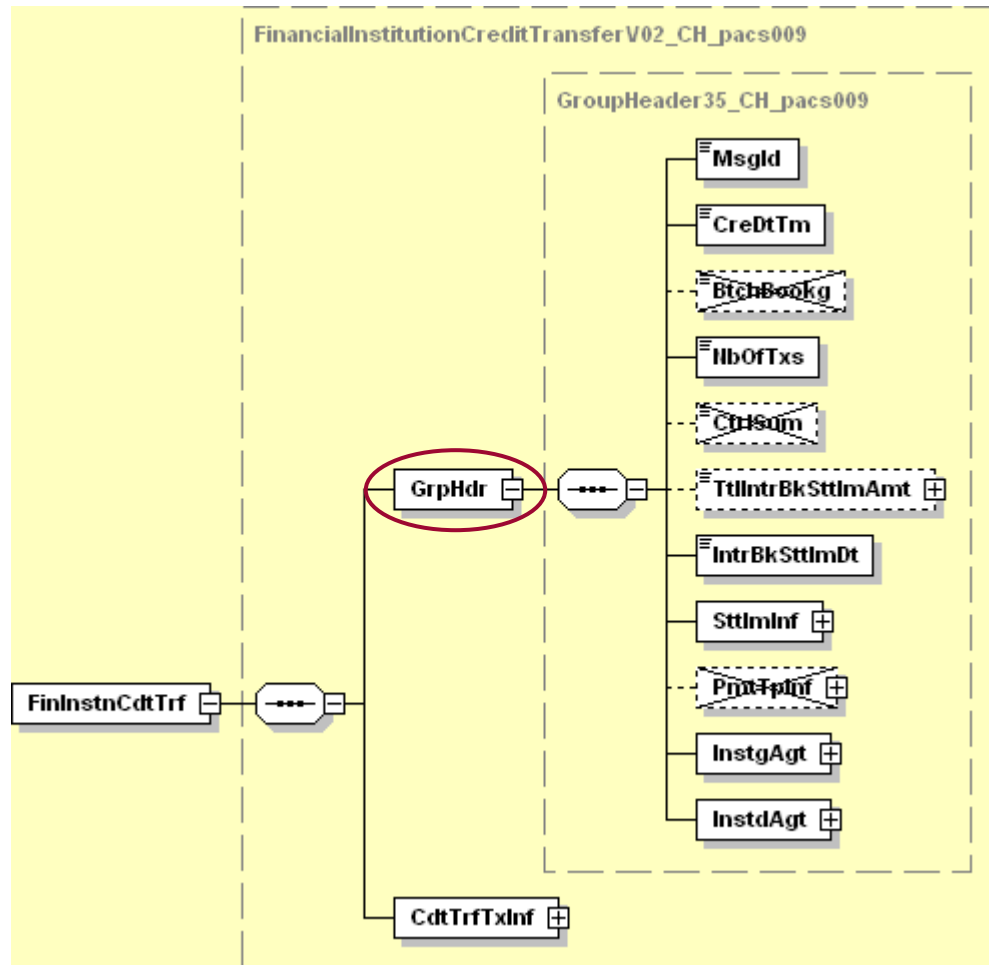 FinancialInstitutionCreditTransferV02_CH_pacs009
GroupHeader35_CH_pacs009
MsgId
CreDtTm
BtchBookg
NbOfTxs
CtrlSum
GrpHdr
TtlIntrBkSttlmAmt
IntrBkSttlmDt
SttlmInf
PmtTpInf
FinInstnCdtTrf
InstgAgt
InstdAgt
CdtTrfTxInf